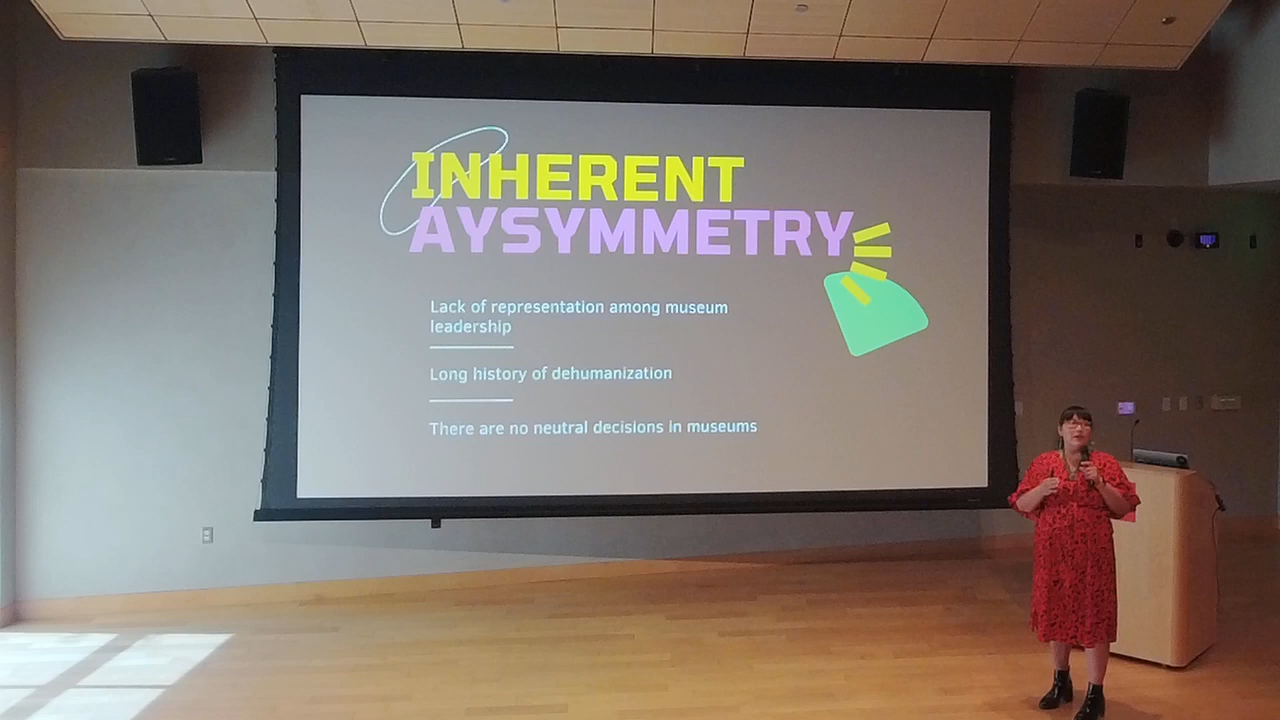 INHERENT
AYSYMMETRY
Lack of representation among museum
leadership
Long history of dehumanization
There are no neutral decisions in museums